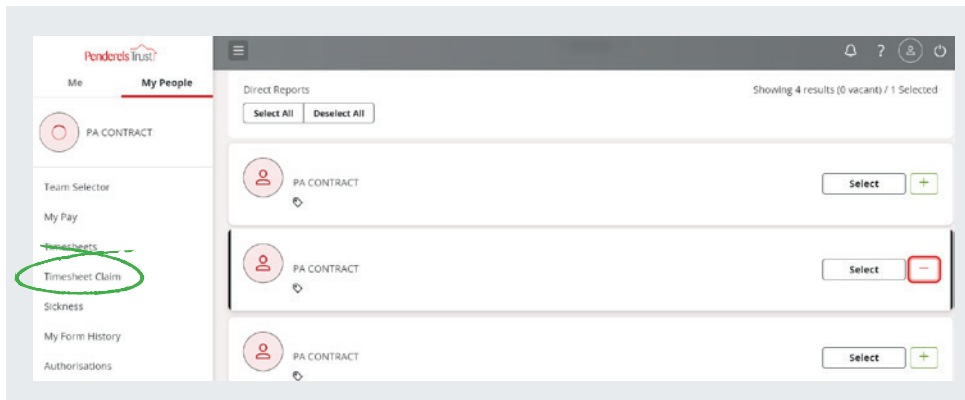 Penderels Trust
Me
My People
PA CONTRACT
Team Selector
My Pay
Timesheets
Timesheet Claim
Sickness
My Form History
Authorisations
?
Direct Reports
Showing 4 results (0 vacant) / 1 Selected
Select All
Deselect All
PA CONTRACT
Select
+
PA CONTRACT
Select
−
PA CONTRACT
Select
+